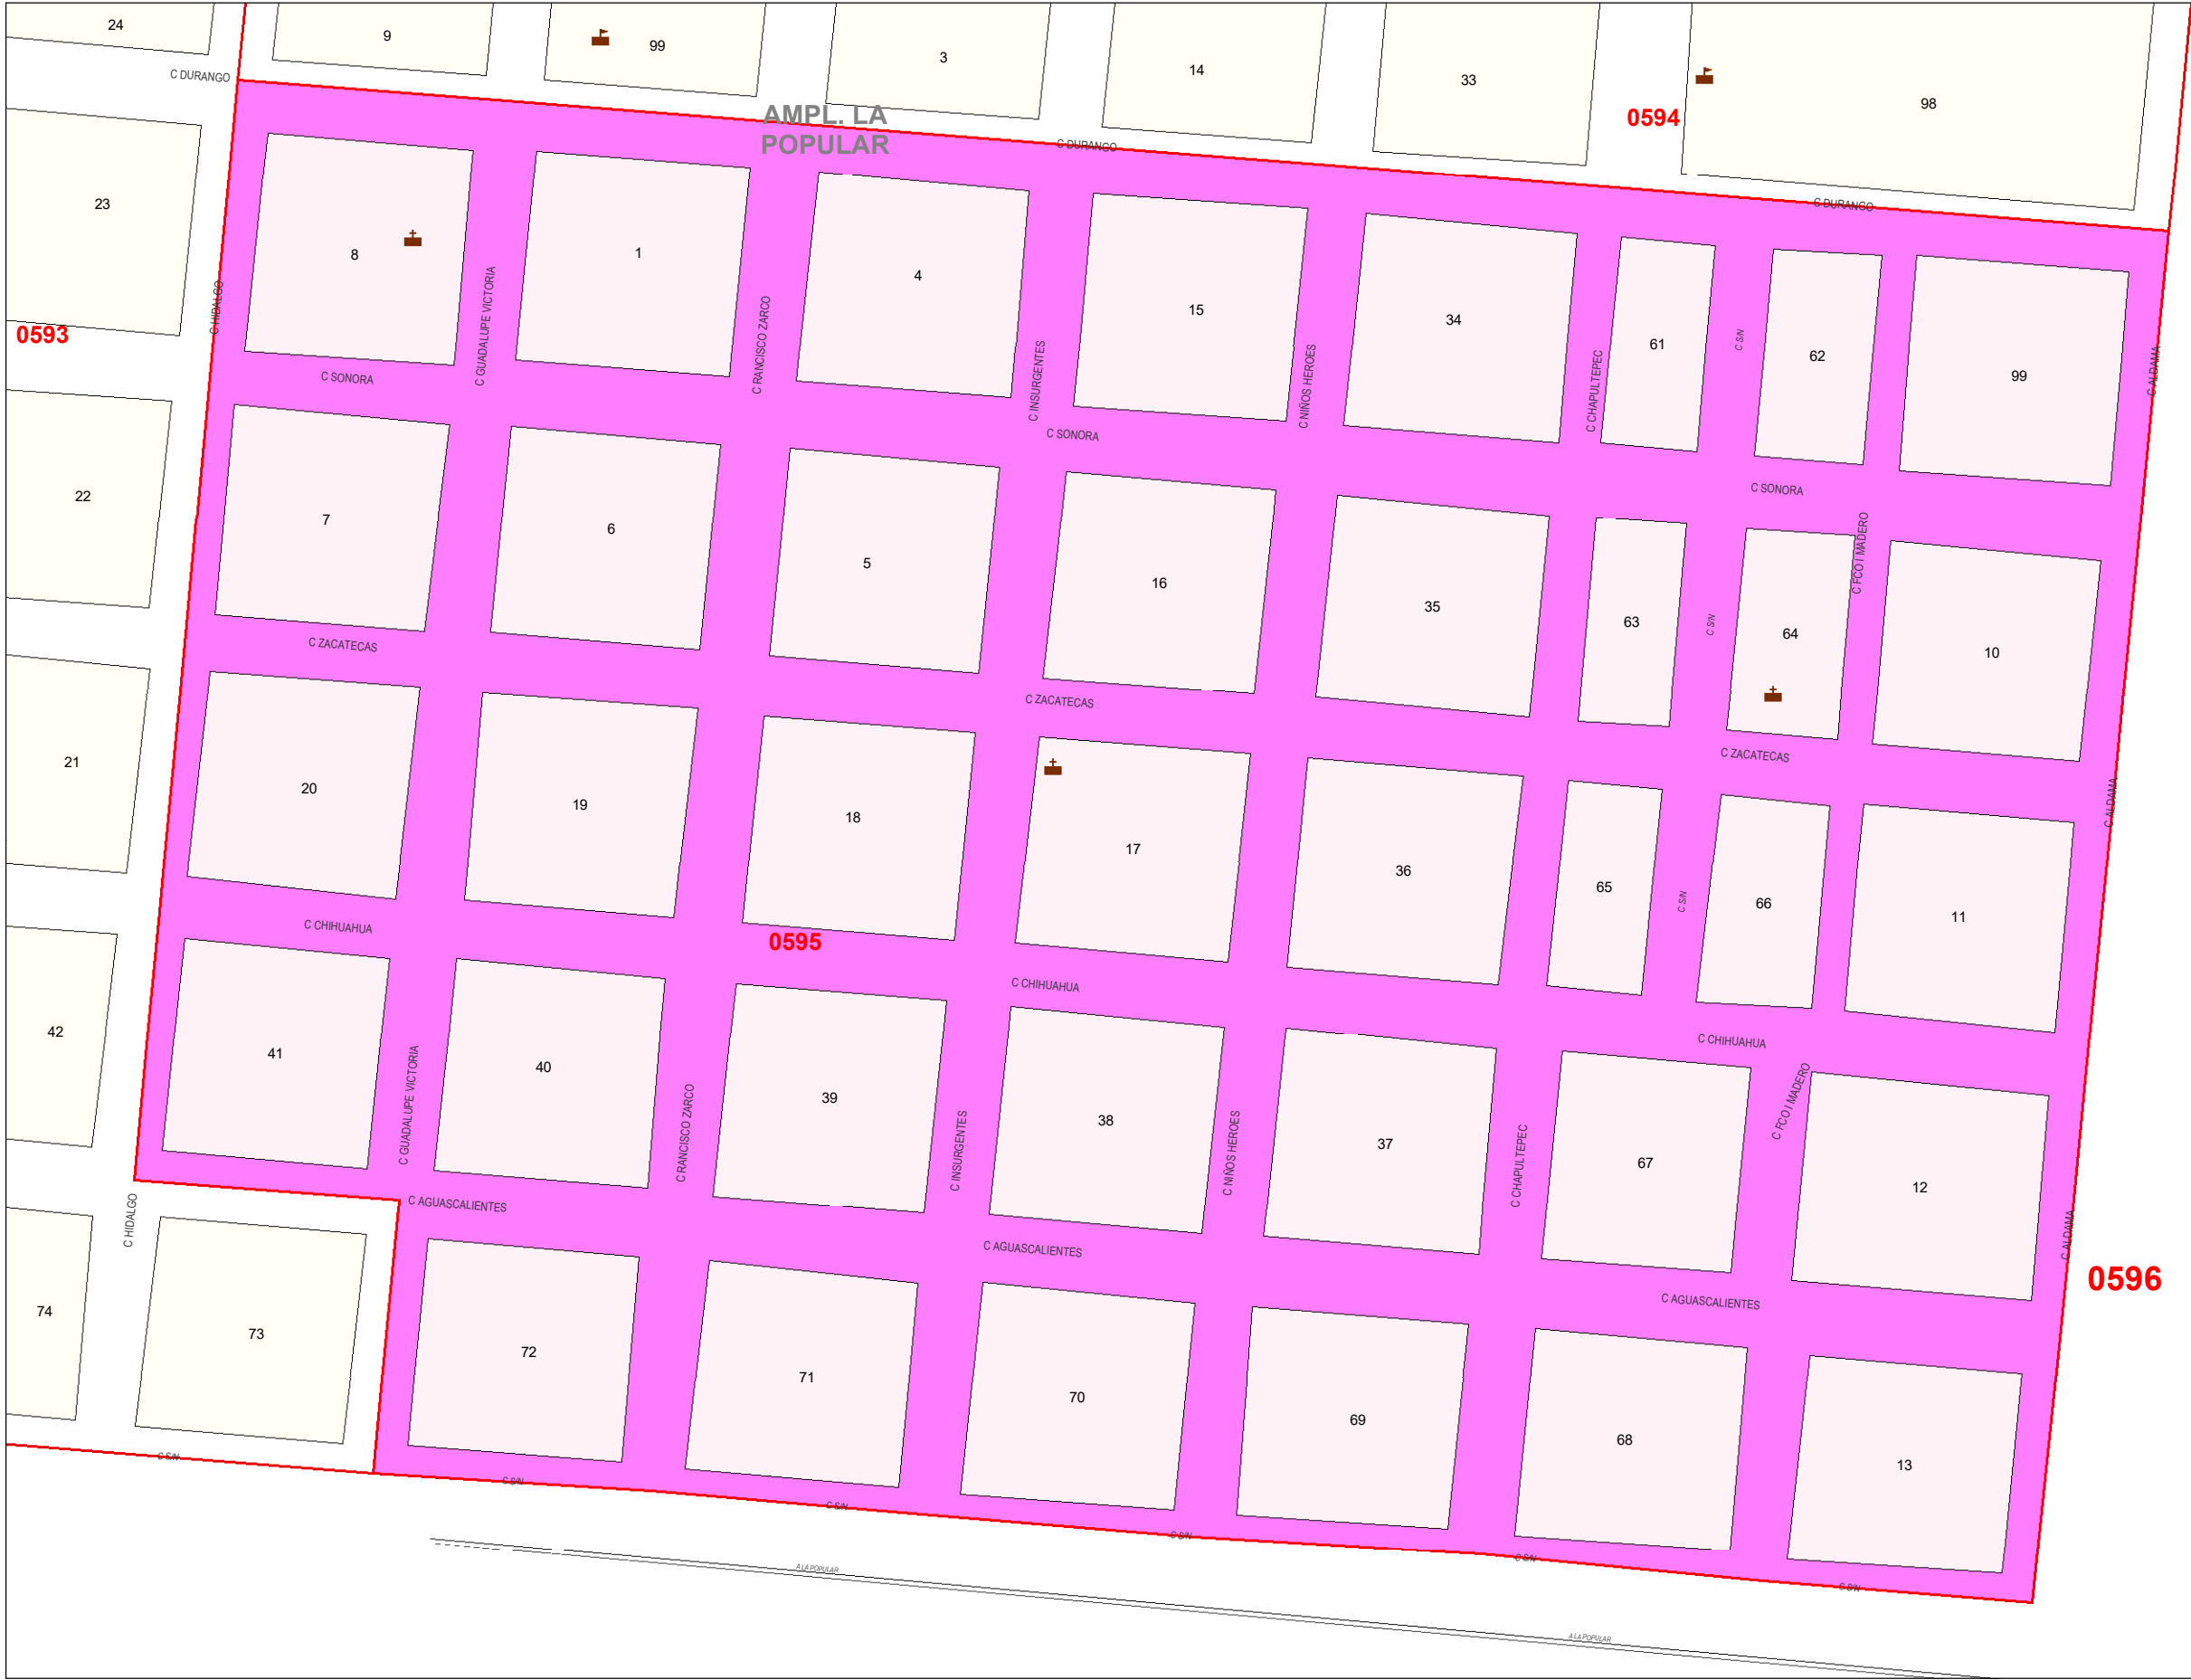 24
9
99
3
14
33
98
C DURANGO
AMPL. LA
POPULAR
0594
C DURANGO
C DURANGO
23
8
1
4
15
34
61
C S/N
62
99
0593
C HIDALGO
C GUADALUPE VICTORIA
C RANCISCO ZARCO
C INSURGENTES
C NIÑOS HEROES
C CHAPULTEPEC
C ALDAMA
C SONORA
C SONORA
C SONORA
22
7
6
5
16
35
63
C S/N
64
C FCO I MADERO
10
C ZACATECAS
C ZACATECAS
C ZACATECAS
21
20
19
18
17
36
65
C S/N
66
11
C ALDAMA
C CHIHUAHUA
0595
C CHIHUAHUA
C CHIHUAHUA
42
41
C GUADALUPE VICTORIA
40
C RANCISCO ZARCO
39
C INSURGENTES
38
C NIÑOS HEROES
37
C CHAPULTEPEC
67
C FCO I MADERO
12
C ALDAMA
C HIDALGO
C AGUASCALIENTES
C AGUASCALIENTES
C AGUASCALIENTES
0596
74
73
72
71
70
69
68
13
C S/N
C S/N
C S/N
C S/N
C S/N
C S/N
A LA POPULAR
A LA POPULAR